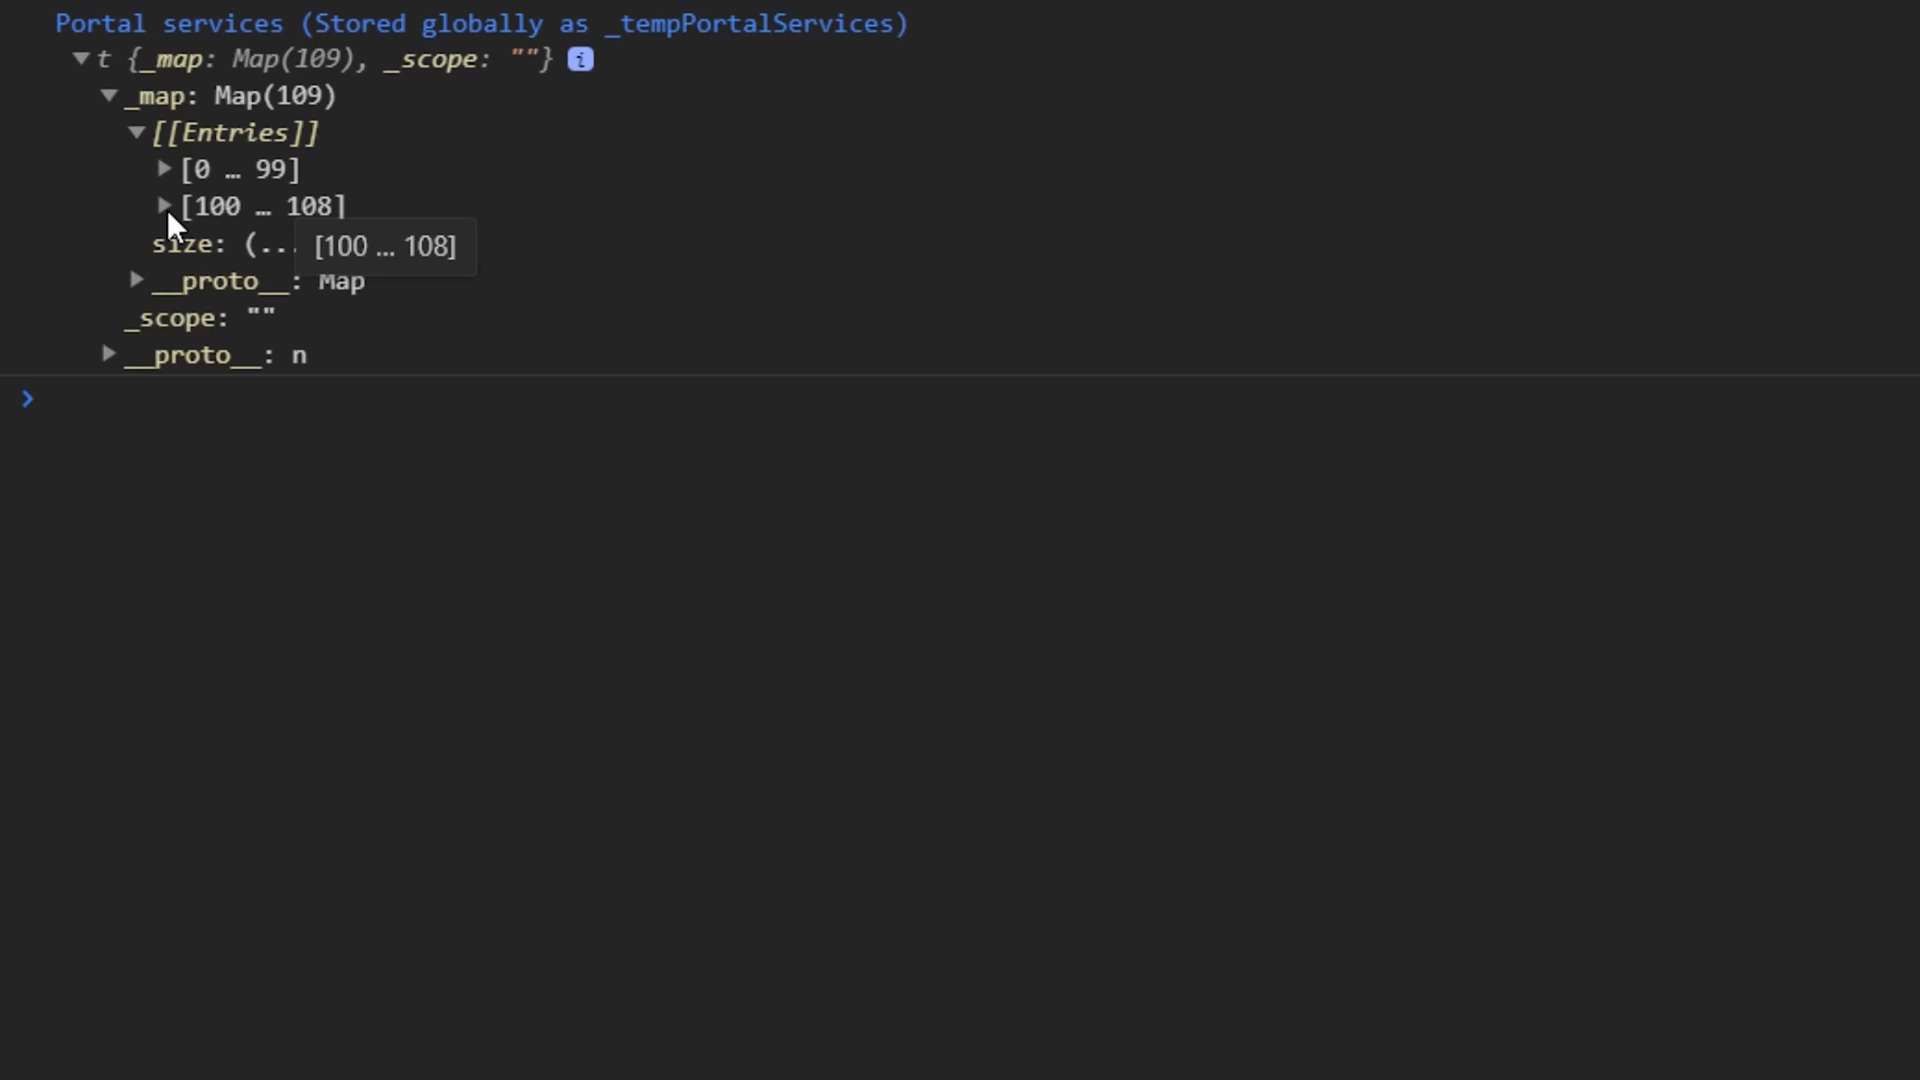 Portal services (Stored globally as _tempPortalServices)
t {_map: Map(109), _scope: ""} i
_map: Map(109)
[[Entries]]
[0 … 99]
[100 … 108]
size: (...
[100 … 108]
__proto__: Map
_scope: ""
__proto__: n